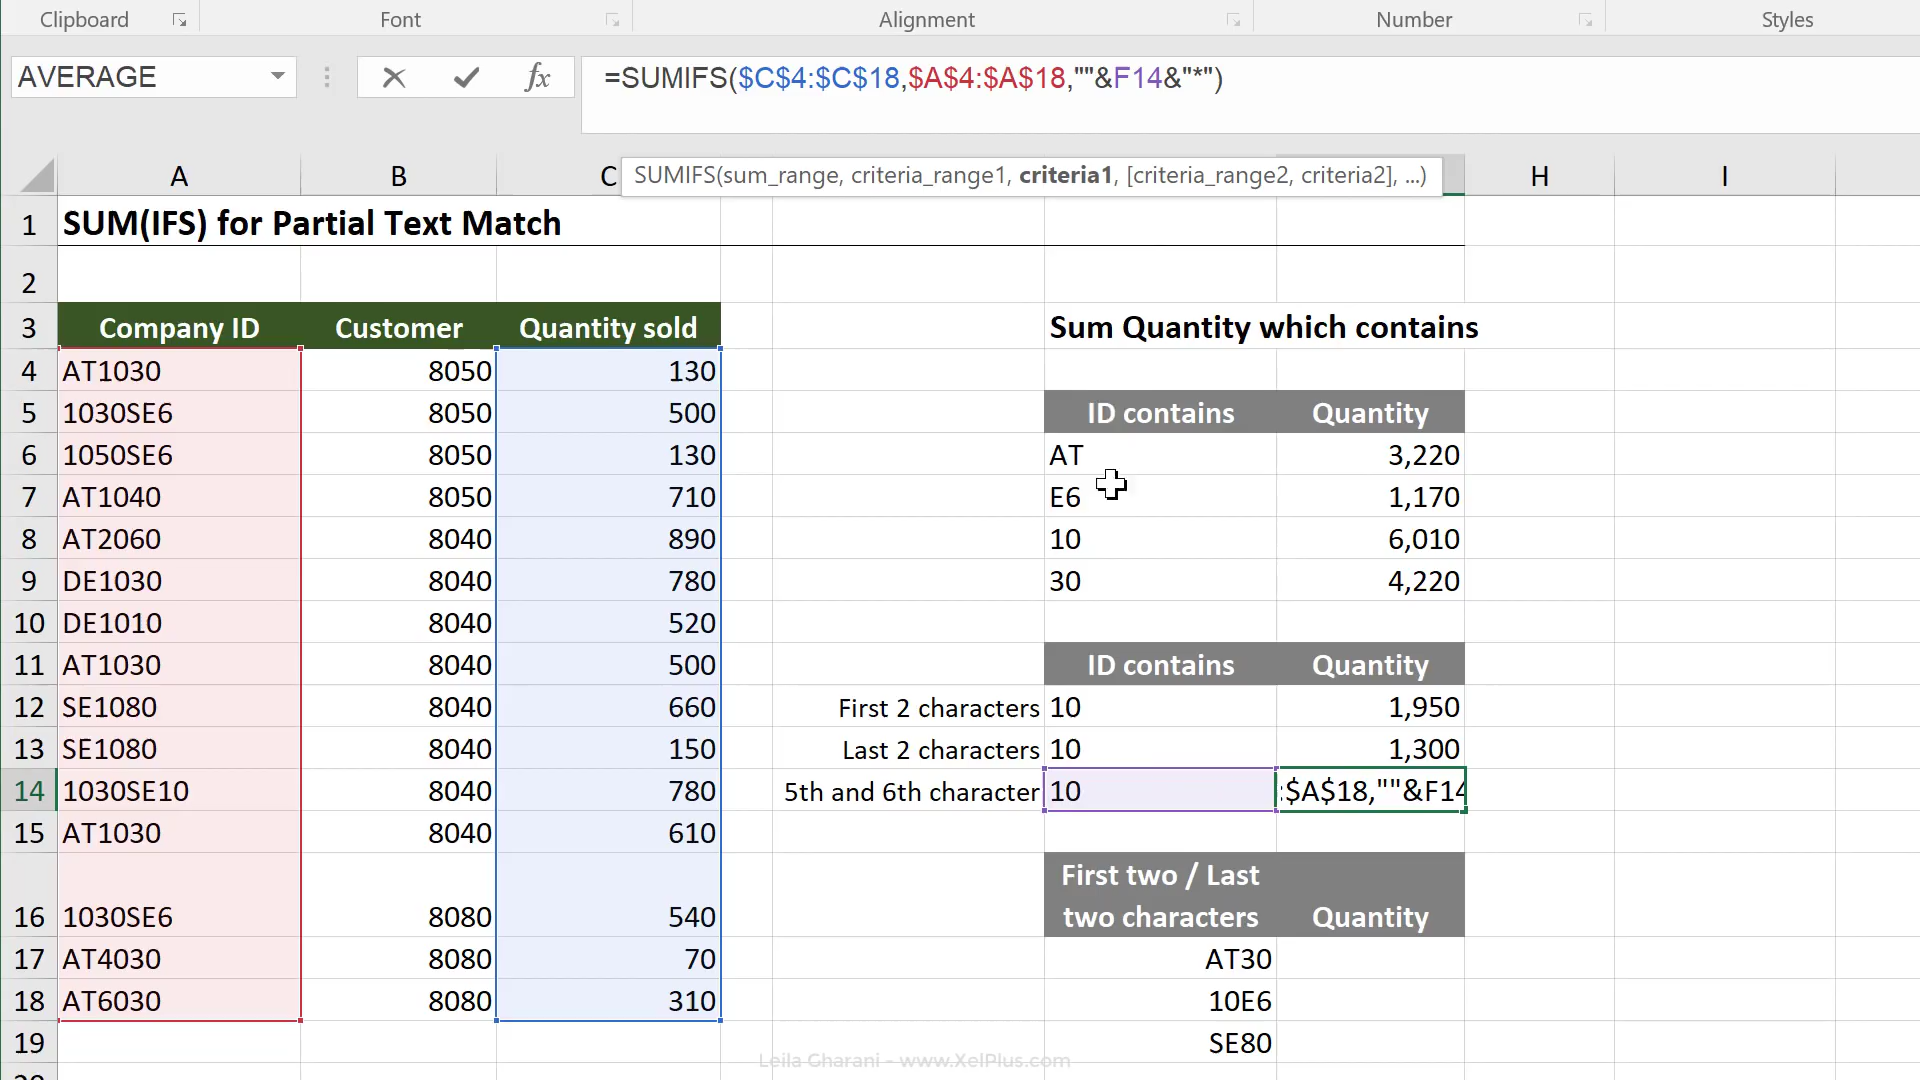 Clipboard Font Alignment Number Styles
AVERAGE fx =SUMIFS($C$4:$C$18,$A$4:$A$18,""&F14&"*")
A B C H I
SUMIFS(sum_range, criteria_range1, criteria1, [criteria_range2, criteria2], ...)
1 SUM(IFS) for Partial Text Match
2
3 Company ID Customer Quantity sold Sum Quantity which contains
4 AT1030 8050 130
5 1030SE6 8050 500 ID contains Quantity
6 1050SE6 8050 130 AT 3,220
7 AT1040 8050 710 E6 1,170
8 AT2060 8040 890 10 6,010
9 DE1030 8040 780 30 4,220
10 DE1010 8040 520
11 AT1030 8040 500 ID contains Quantity
12 SE1080 8040 660 First 2 characters 10 1,950
13 SE1080 8040 150 Last 2 characters 10 1,300
14 1030SE10 8040 780 5th and 6th character 10 :$A$18,""&F14
15 AT1030 8040 610
First two / Last
16 1030SE6 8080 540 two characters Quantity
17 AT4030 8080 70 AT30
18 AT6030 8080 310 10E6
19 SE80
Leila Gharani - www.XelPlus.com